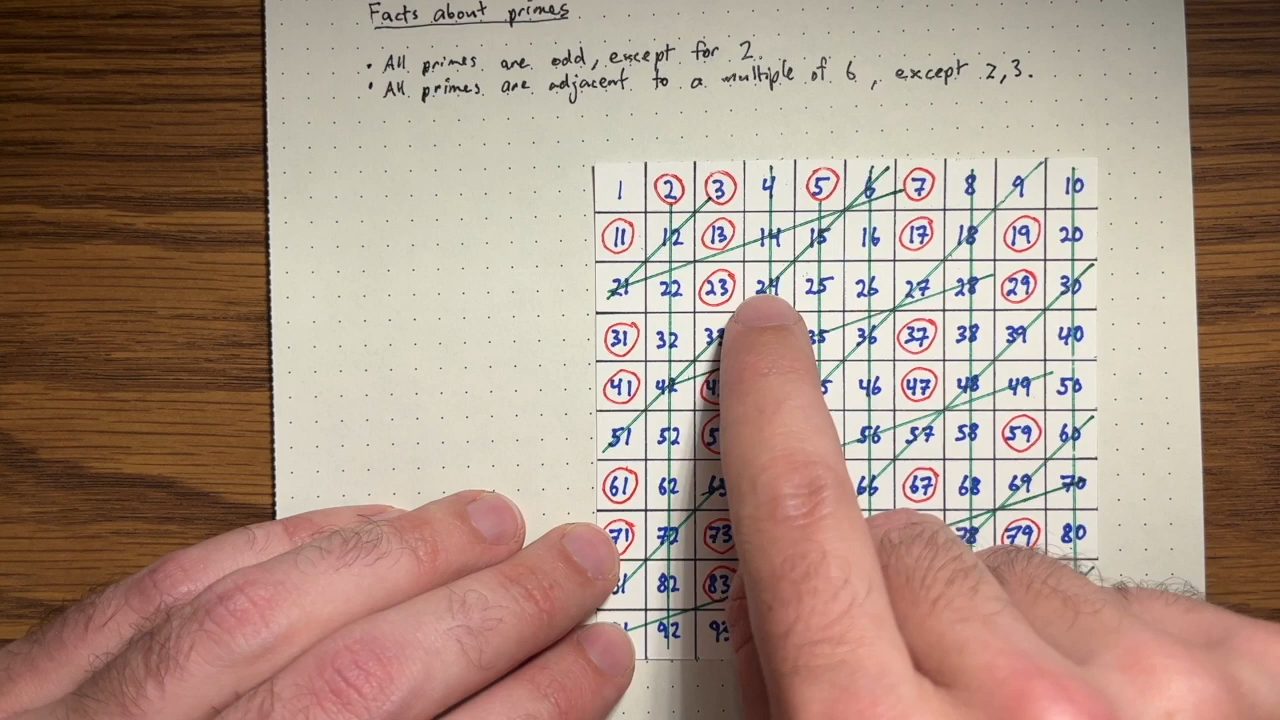 Facts about primes
• All primes are odd, except for 2.
• All primes are adjacent to a multiple of 6, except 2,3.
1 2 3 4 5 6 7 8 9 10
11 12 13 14 15 16 17 18 19 20
21 22 23 24 25 26 27 28 29 30
31 32 35 36 37 38 39 40
41 42 46 47 48 49 50
51 52 56 57 58 59 60
61 62 63 66 67 68 69 70
71 72 73 78 79 80
82 83
92